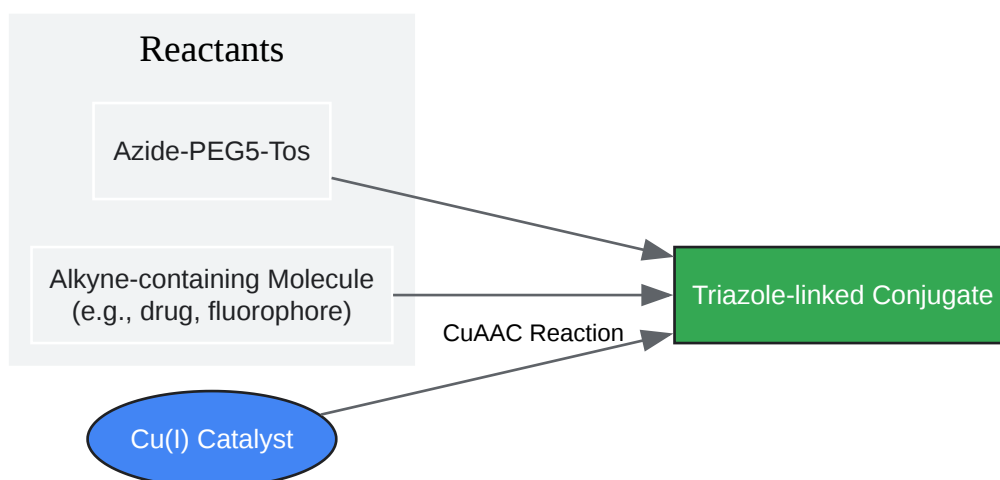 Reactants
Azide-PEG5-Tos
Alkyne-containing Molecule
(e.g., drug, fluorophore)
Triazole-linked Conjugate
CuAAC Reaction
Cu(I) Catalyst